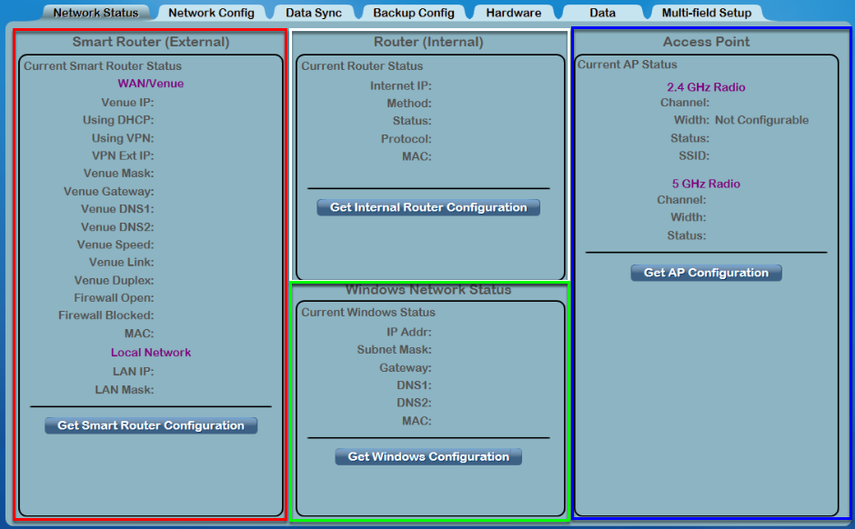 Network Status
Network Config
Data Sync
Backup Config
Hardware
Data
Multi-field Setup
Smart Router (External)
Current Smart Router Status
WAN/Venue
Venue IP:
Using DHCP:
Using VPN:
VPN Ext IP:
Venue Mask:
Venue Gateway:
Venue DNS1:
Venue DNS2:
Venue Speed:
Venue Link:
Venue Duplex:
Firewall Open:
Firewall Blocked:
MAC:
Local Network
LAN IP:
LAN Mask:
Get Smart Router Configuration
Router (Internal)
Current Router Status
Internet IP:
Method:
Status:
Protocol:
MAC:
Get Internal Router Configuration
Windows Network Status
Current Windows Status
IP Addr:
Subnet Mask:
Gateway:
DNS1:
DNS2:
MAC:
Get Windows Configuration
Access Point
Current AP Status
2.4 GHz Radio
Channel:
Width: Not Configurable
Status:
SSID:
5 GHz Radio
Channel:
Width:
Status:
Get AP Configuration